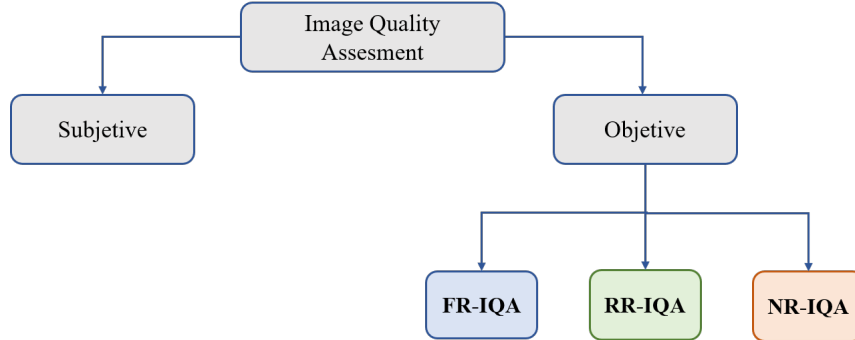 Image Quality
Assesment
Subjetive
Objetive
FR-IQA
RR-IQA
NR-IQA